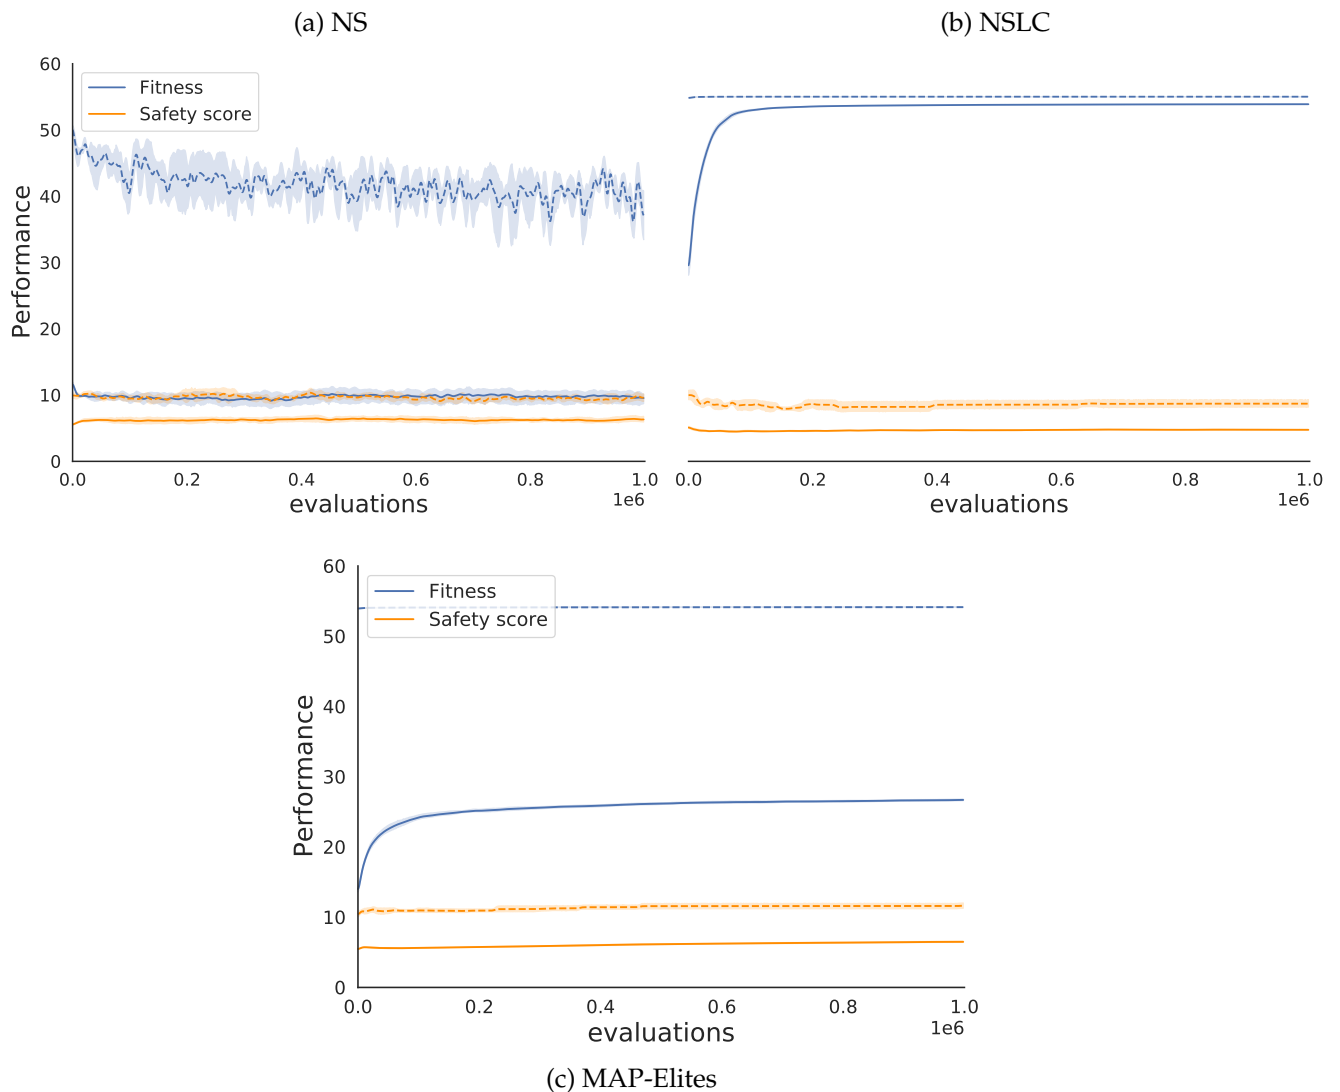 (a) NS
(b) NSLC
60
50
40
30
20
10
0
Performance
Fitness
Safety score
0.0 0.2 0.4 0.6 0.8 1.0
1e6
evaluations
0.0 0.2 0.4 0.6 0.8 1.0
1e6
evaluations
60
50
40
30
20
10
0
Performance
Fitness
Safety score
0.0 0.2 0.4 0.6 0.8 1.0
1e6
evaluations
(c) MAP-Elites